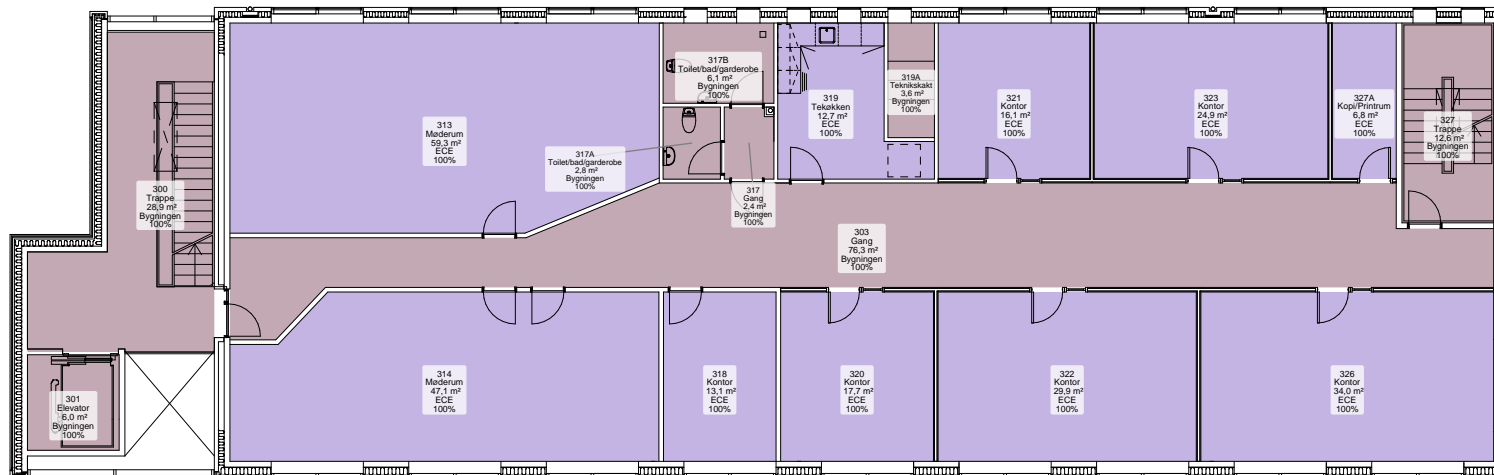 317B
Toilet/bad/garderobe
6,1 m²
Bygningen
100%
319A
Teknikskakt
3,6 m²
Bygningen
100%
319
Tekøkken
12,7 m²
ECE
100%
321
Kontor
16,1 m²
ECE
100%
323
Kontor
24,9 m²
ECE
100%
327A
Kopi/Printrum
6,8 m²
ECE
100%
327
Trappe
12,6 m²
Bygningen
100%
313
Møderum
59,3 m²
ECE
100%
317A
Toilet/bad/garderobe
2,8 m²
Bygningen
100%
300
Trappe
28,9 m²
Bygningen
100%
317
Gang
2,4 m²
Bygningen
100%
303
Gang
76,3 m²
Bygningen
100%
314
Møderum
47,1 m²
ECE
100%
318
Kontor
13,1 m²
ECE
100%
320
Kontor
17,7 m²
ECE
100%
322
Kontor
29,9 m²
ECE
100%
326
Kontor
34,0 m²
ECE
100%
301
Elevator
6,0 m²
Bygningen
100%